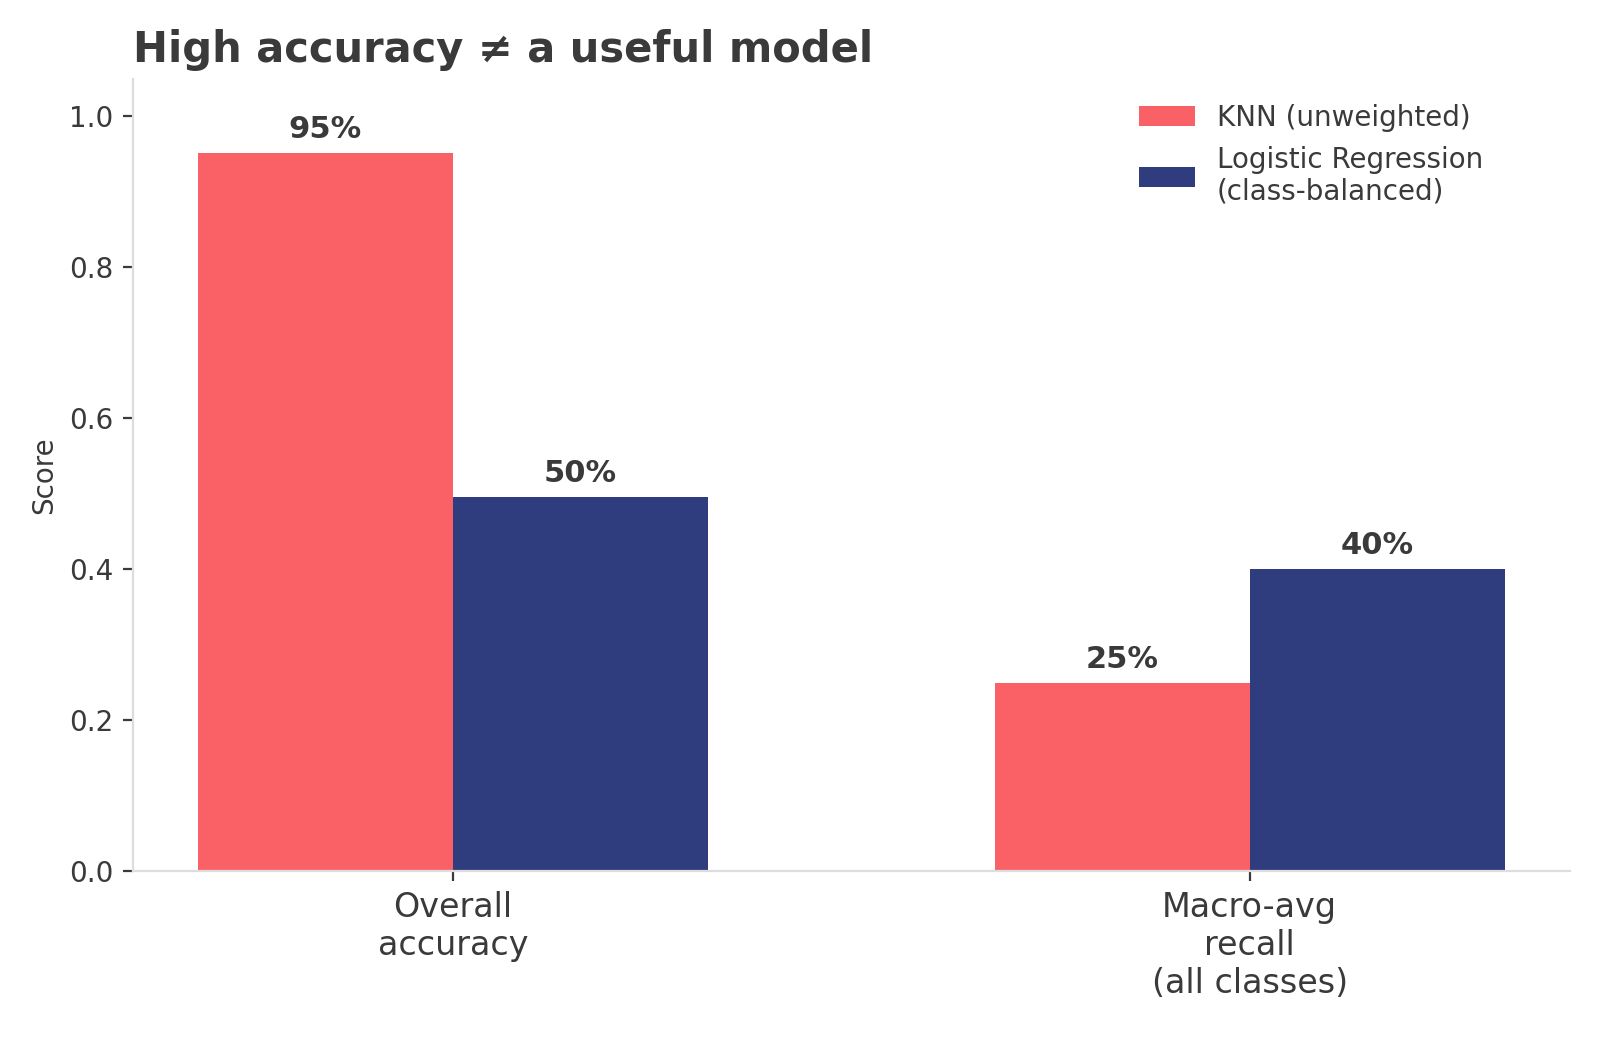 High accuracy ≠ a useful model
KNN (unweighted)
Logistic Regression
(class-balanced)
Score
1.0
0.8
0.6
0.4
0.2
0.0
95%
50%
25%
40%
Overall
accuracy
Macro-avg
recall
(all classes)